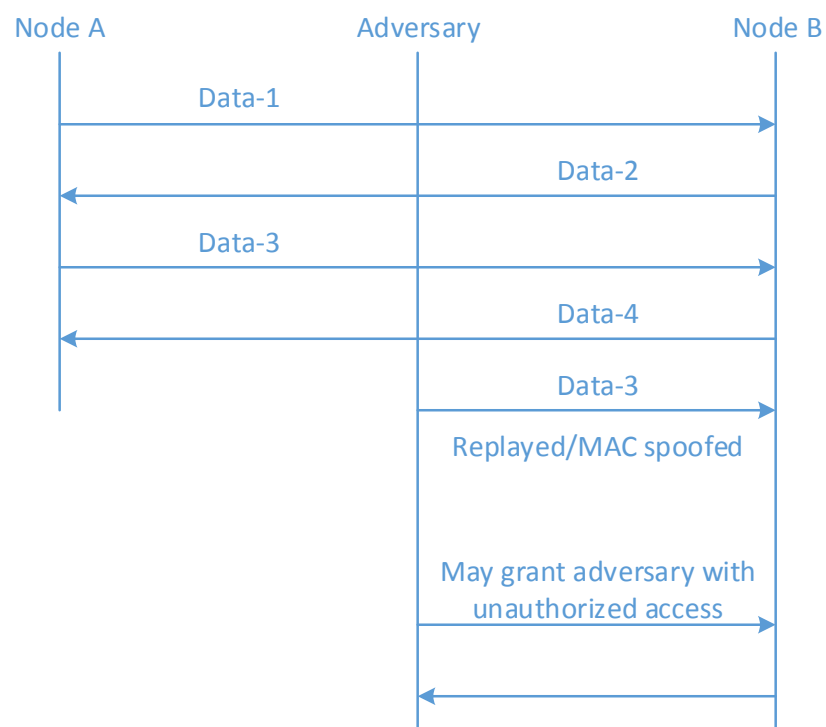 Node A
Adversary
Node B
Data-1
Data-2
Data-3
Data-4
Data-3
Replayed/MAC spoofed
May grant adversary with
unauthorized access